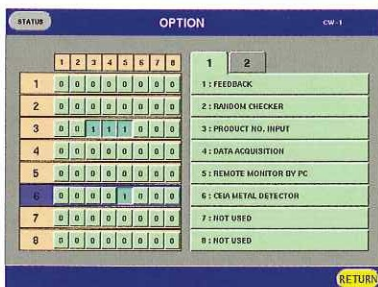 STATUS OPTION CW-1
1 2 3 4 5 6 7 8 1 2
1 0 0 0 0 0 0 0 0 1 : FEEDBACK
2 0 0 0 0 0 0 0 0 2 : RANDOM CHECKER
3 0 0 1 1 1 0 0 0 3 : PRODUCT NO. INPUT
4 0 0 0 0 0 0 0 0 4 : DATA ACQUISITION
5 0 0 0 0 0 0 0 0 5 : REMOTE MONITOR BY PC
6 0 0 0 0 1 0 0 0 6 : CEIA METAL DETECTOR
7 0 0 0 0 0 0 0 0 7 : NOT USED
8 0 0 0 0 0 0 0 0 8 : NOT USED
RETURN